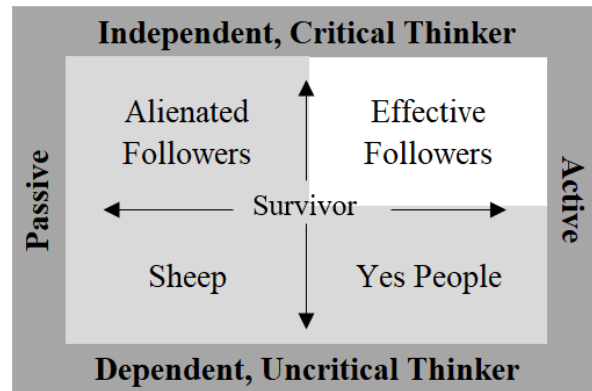 Independent, Critical Thinker
Alienated
Followers
Effective
Followers
Passive
Survivor
Active
Sheep
Yes People
Dependent, Uncritical Thinker